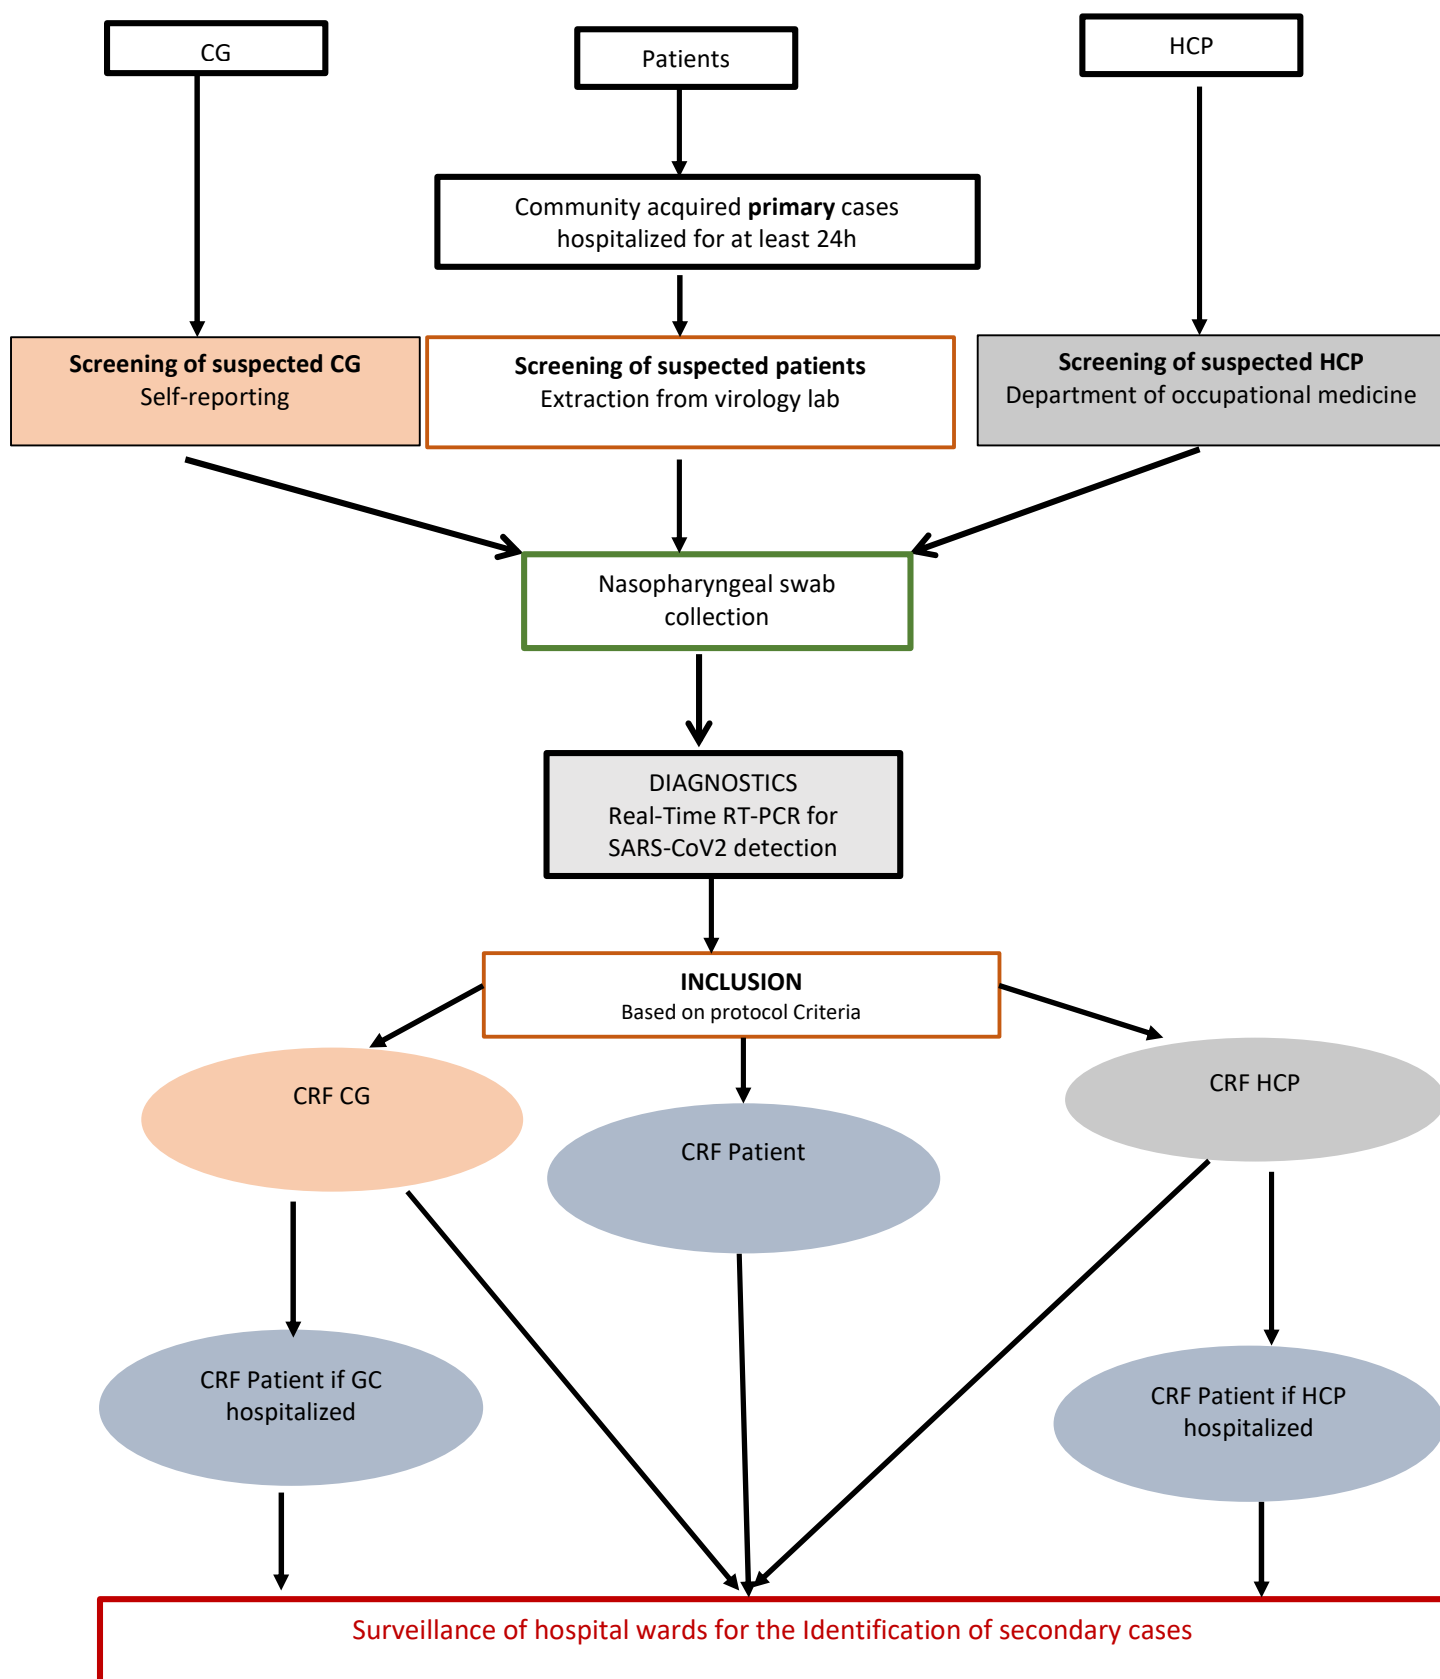 CG
Patients
HCP
Community acquired primary cases
hospitalized for at least 24h
Screening of suspected CG
Self-reporting
Screening of suspected patients
Extraction from virology lab
Screening of suspected HCP
Department of occupational medicine
Nasopharyngeal swab
collection
DIAGNOSTICS
Real-Time RT-PCR for
SARS-CoV2 detection
INCLUSION
Based on protocol Criteria
CRF CG
CRF Patient
CRF HCP
CRF Patient if GC
hospitalized
CRF Patient if HCP
hospitalized
Surveillance of hospital wards for the Identification of secondary cases